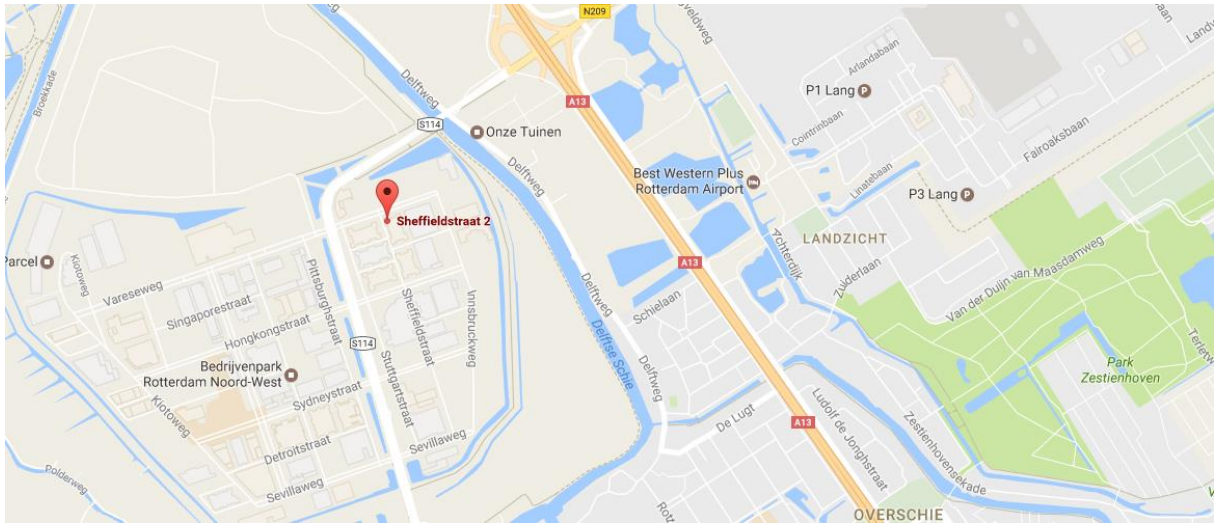 N209
Delftweg
Broekkade
Arlandabaan
P1 Lang P
Cointrinbaan
A13
S114
Onze Tuinen
Fairoaksbaan
Delftweg
Best Western Plus
Rotterdam Airport
Linatebaan
P3 Lang P
Sheffieldstraat 2
LANDZICHT
Achterdijk
Parcel
Kiotoweg
Pittsburghstraat
A13
Zuiderlaan
Van der Duijn van Maasdamweg
Vareseweg
Singaporestraat
Sheffieldstraat
Innsbruckweg
Delftweg
Schielaan
Hongkongstraat
S114
Delftse Schie
Bedrijvenpark
Rotterdam Noord-West
Stuttgartstraat
Delftweg
Park
Zestienhoven
Kiotoweg
Sydneystraat
De Lugt
A13
Ludolf de Jonghstraat
Zestienhovensekade
Detroitstraat
Sevillaweg
Polderweg
Sevillaweg
OVERSCHIE